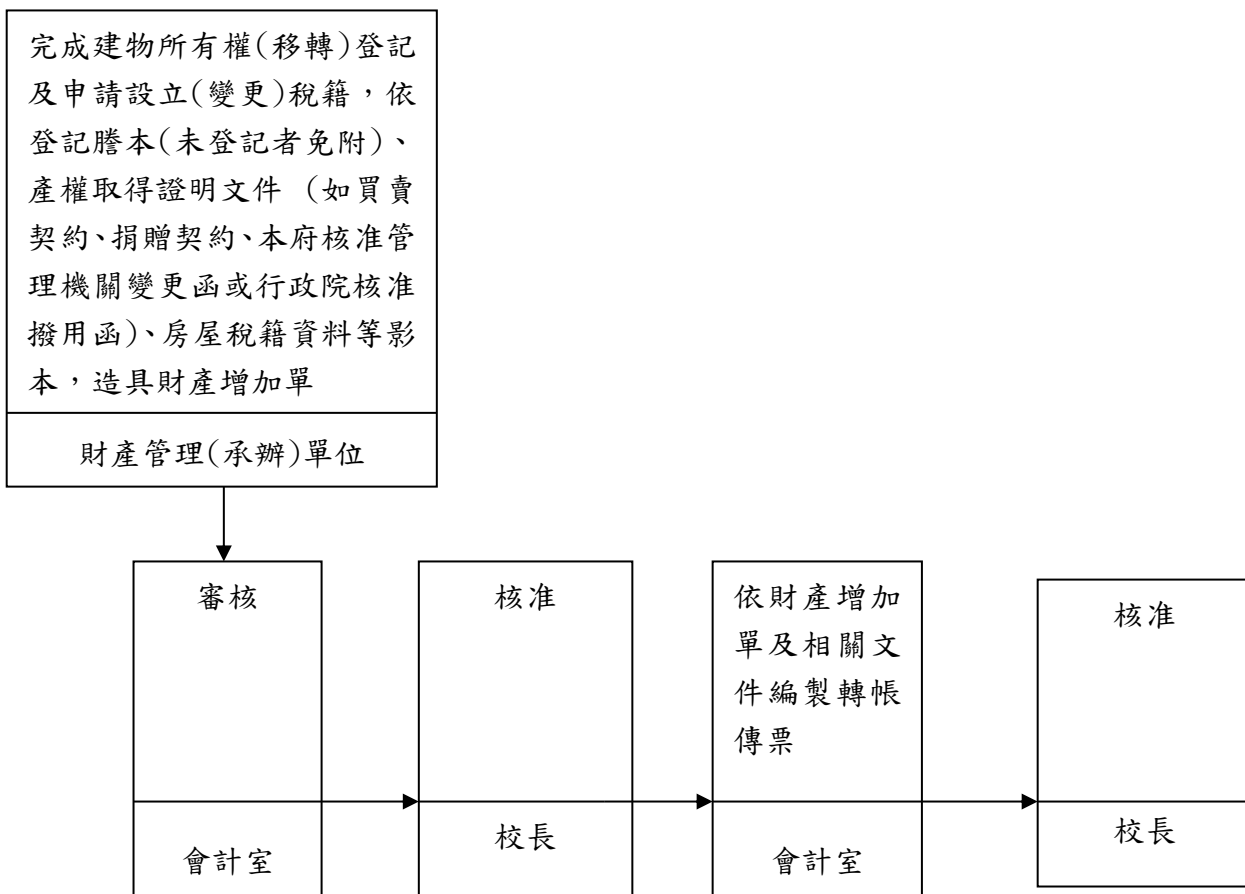 完成建物所有權(移轉)登記
及申請設立(變更)稅籍，依
登記謄本(未登記者免附)、
產權取得證明文件 (如買賣
契約、捐贈契約、本府核准管
理機關變更函或行政院核准
撥用函)、房屋稅籍資料等影
本，造具財產增加單
財產管理(承辦)單位
審核
會計室
核准
校長
依財產增加
單及相關文
件編製轉帳
傳票
會計室
核准
校長